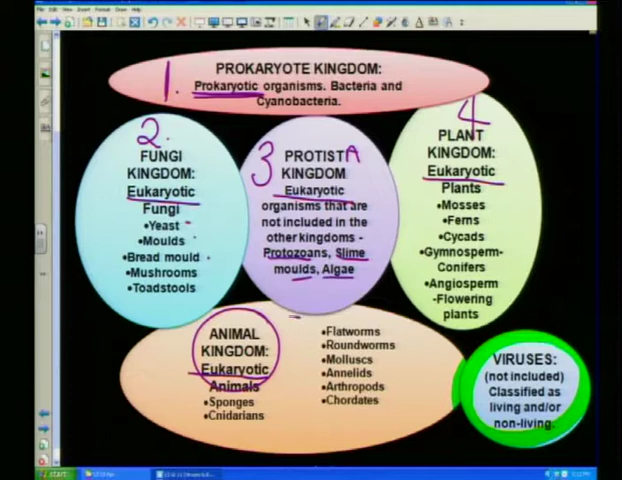 1.
PROKARYOTE KINGDOM:
Prokaryotic organisms. Bacteria and
Cyanobacteria.
2.
FUNGI
KINGDOM:
Eukaryotic
Fungi
•Yeast
•Moulds
•Bread mould
•Mushrooms
•Toadstools
3
PROTISTA
KINGDOM
Eukaryotic
organisms that are
not included in the
other kingdoms -
Protozoans, Slime
moulds, Algae
4
PLANT
KINGDOM:
Eukaryotic
Plants
•Mosses
•Ferns
•Cycads
•Gymnosperm-
Conifers
•Angiosperm
-Flowering
plants
ANIMAL
KINGDOM:
Eukaryotic
Animals
•Sponges
•Cnidarians
•Flatworms
•Roundworms
•Molluscs
•Annelids
•Arthropods
•Chordates
VIRUSES:
(not included)
Classified as
living and/or
non-living.